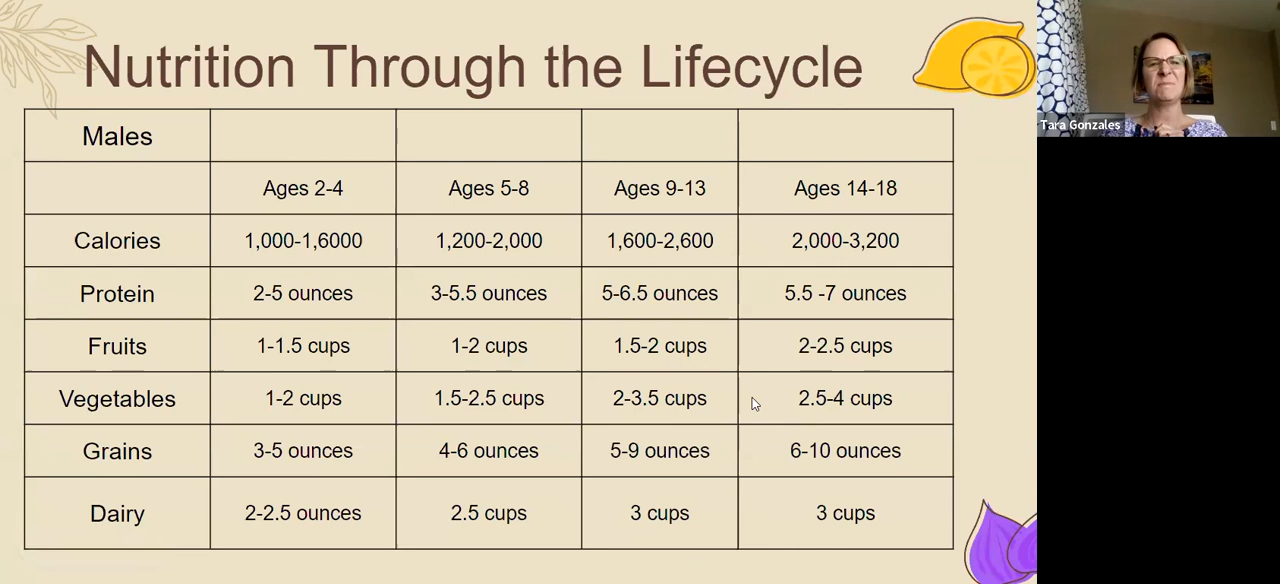 Nutrition Through the Lifecycle
Tara Gonzales
Males
Ages 2-4 Ages 5-8 Ages 9-13 Ages 14-18
Calories 1,000-1,6000 1,200-2,000 1,600-2,600 2,000-3,200
Protein 2-5 ounces 3-5.5 ounces 5-6.5 ounces 5.5 -7 ounces
Fruits 1-1.5 cups 1-2 cups 1.5-2 cups 2-2.5 cups
Vegetables 1-2 cups 1.5-2.5 cups 2-3.5 cups 2.5-4 cups
Grains 3-5 ounces 4-6 ounces 5-9 ounces 6-10 ounces
Dairy 2-2.5 ounces 2.5 cups 3 cups 3 cups